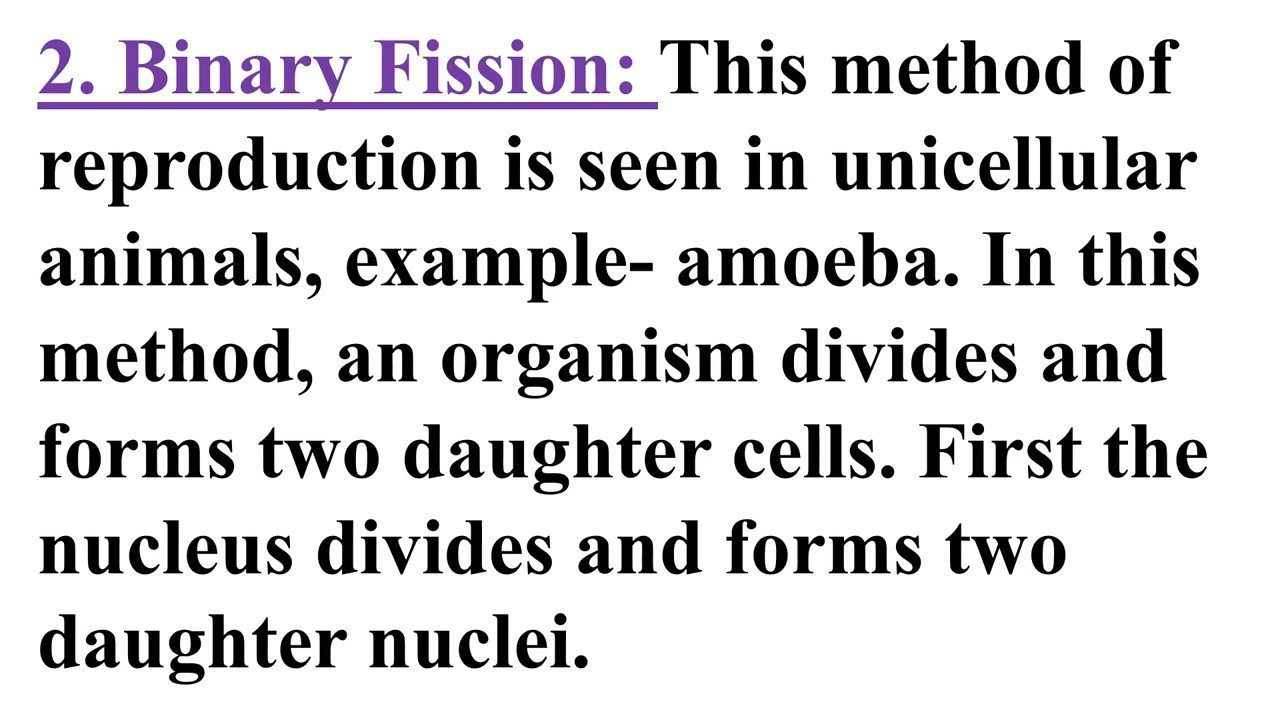 2. Binary Fission: This method of
reproduction is seen in unicellular
animals, example- amoeba. In this
method, an organism divides and
forms two daughter cells. First the
nucleus divides and forms two
daughter nuclei.